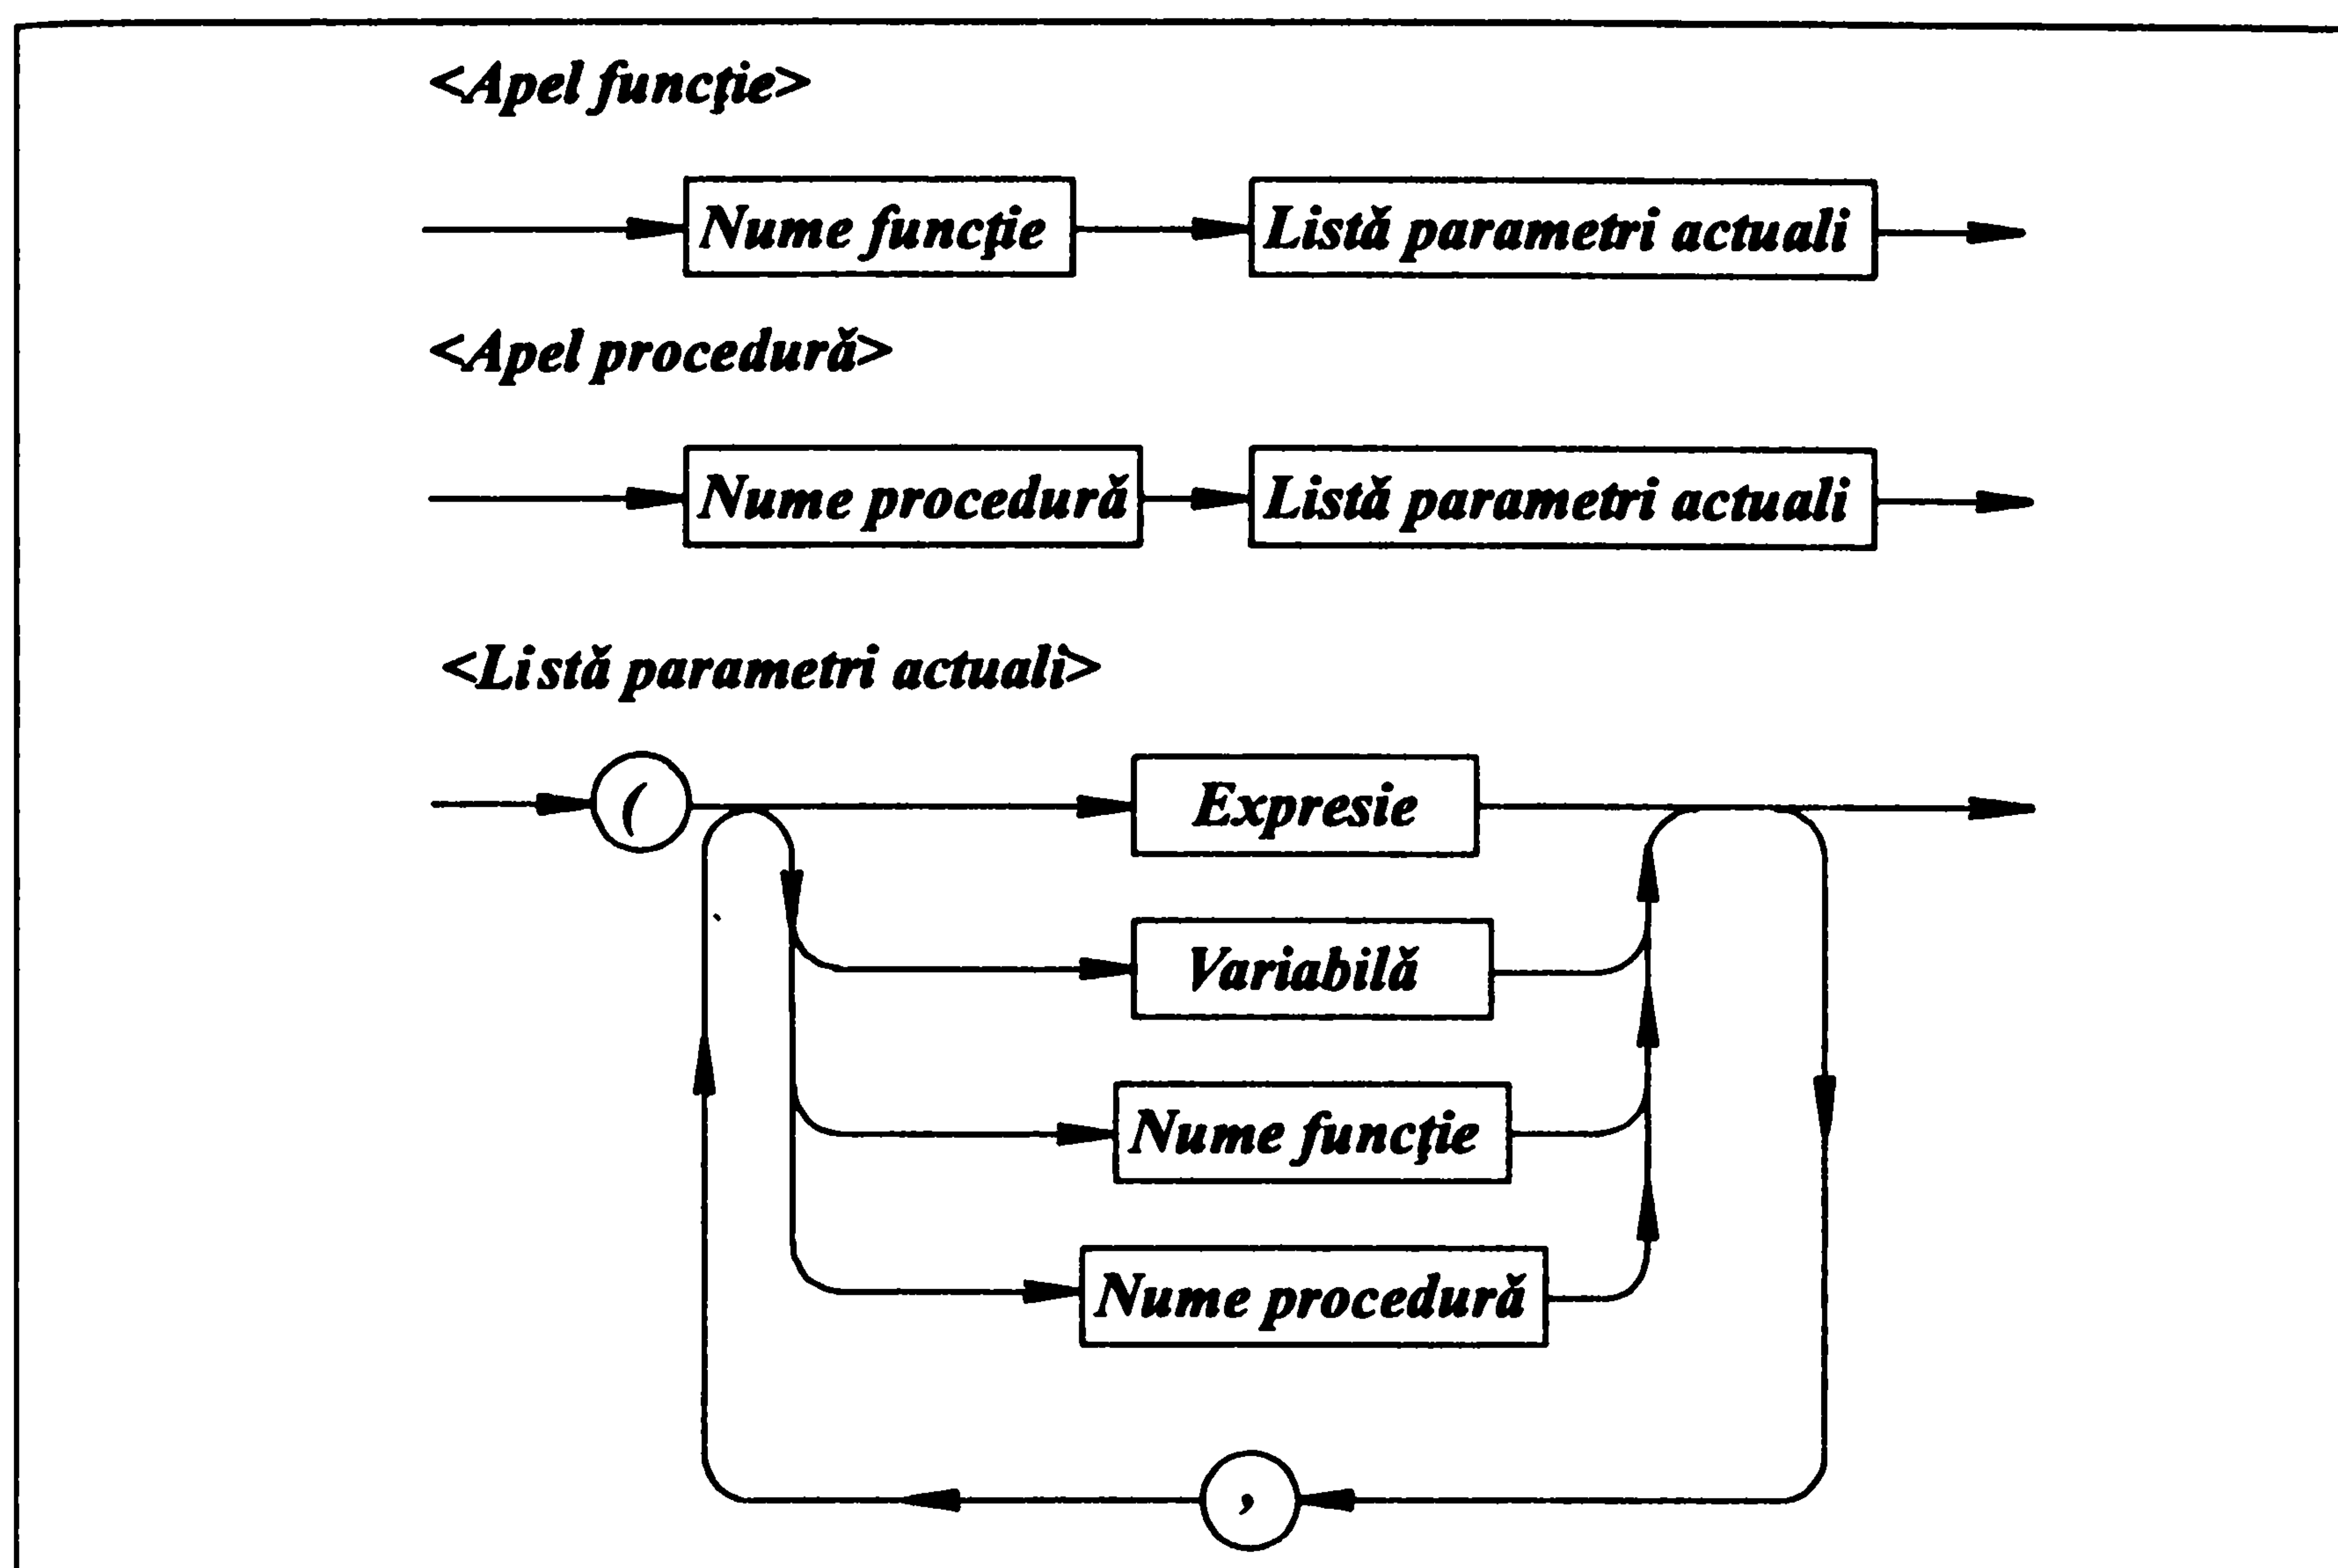 <Apel funcţie>
Nume funcţie Listă parametri actuali
<Apel procedură>
Nume procedură Listă parametri actuali
<Listă parametri actuali>
( Expresie
Variabilă
Nume funcţie
Nume procedură
,